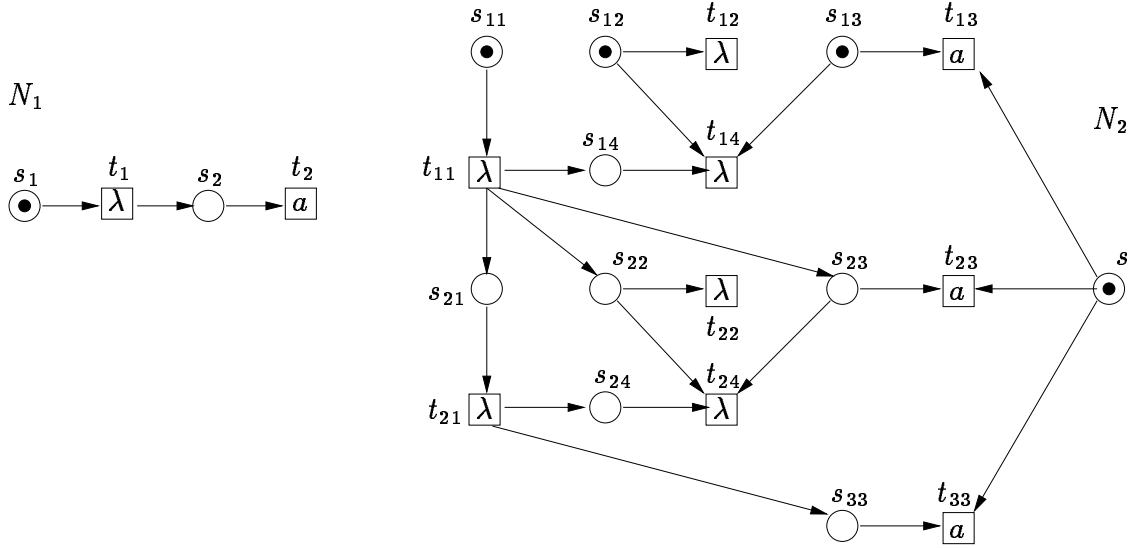 s11 s12 t12 s13 t13
λ a
N1
N2
s14 t14
t11 λ λ
s1 t1 s2 t2
λ a
s22 s23 t23 s
s21 λ a
t22
s24 t24
t21 λ λ
s33 t33
a